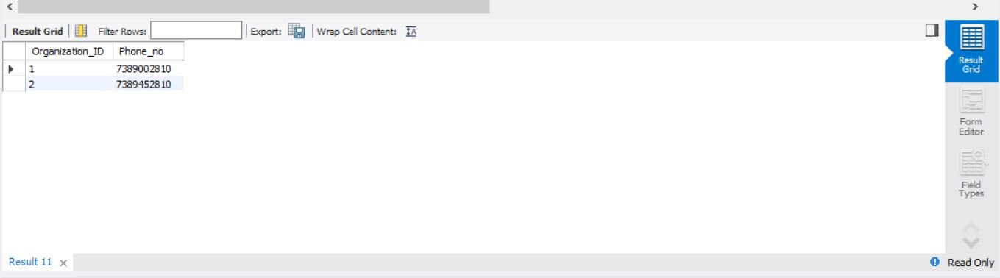 Result Grid Filter Rows: Export: Wrap Cell Content: IA
Organization_ID Phone_no
1 7389002810
2 7389452810
Result
Grid
Form
Editor
Field
Types
Result 11 Read Only